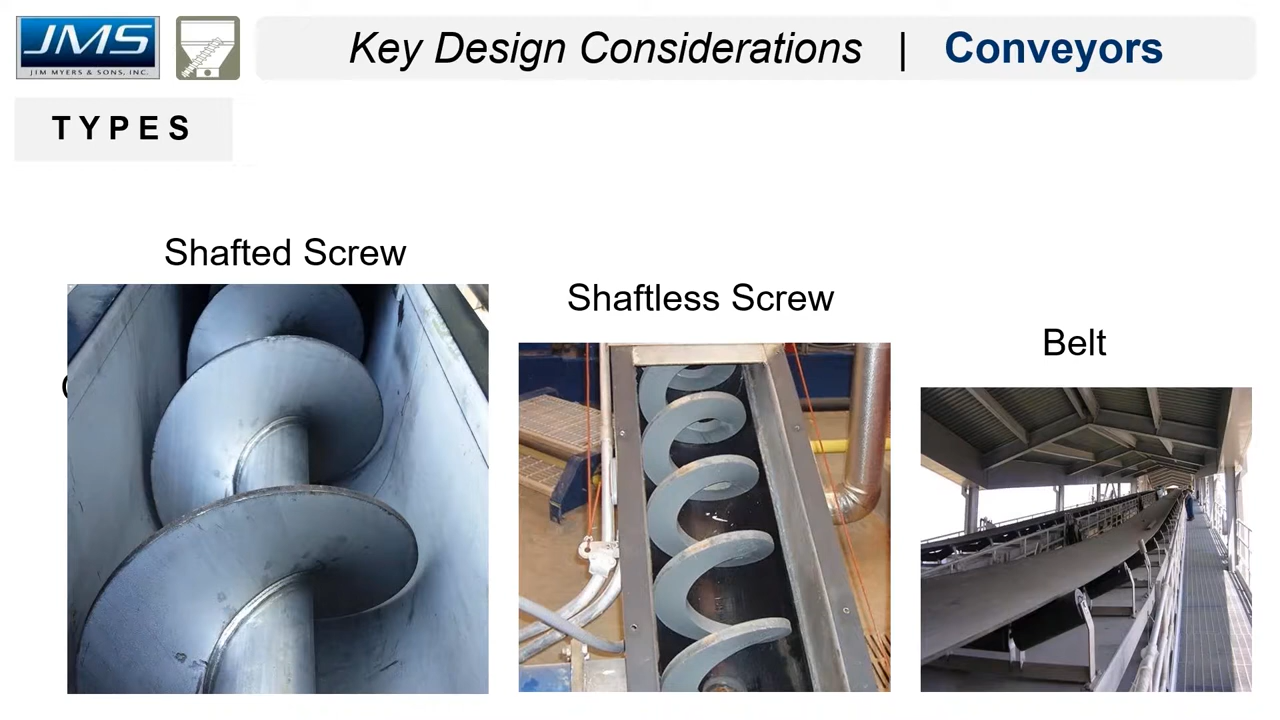 JMS
JIM MYERS & SONS, INC.
Key Design Considerations | Conveyors
TYPES
Shafted Screw
Shaftless Screw
Belt